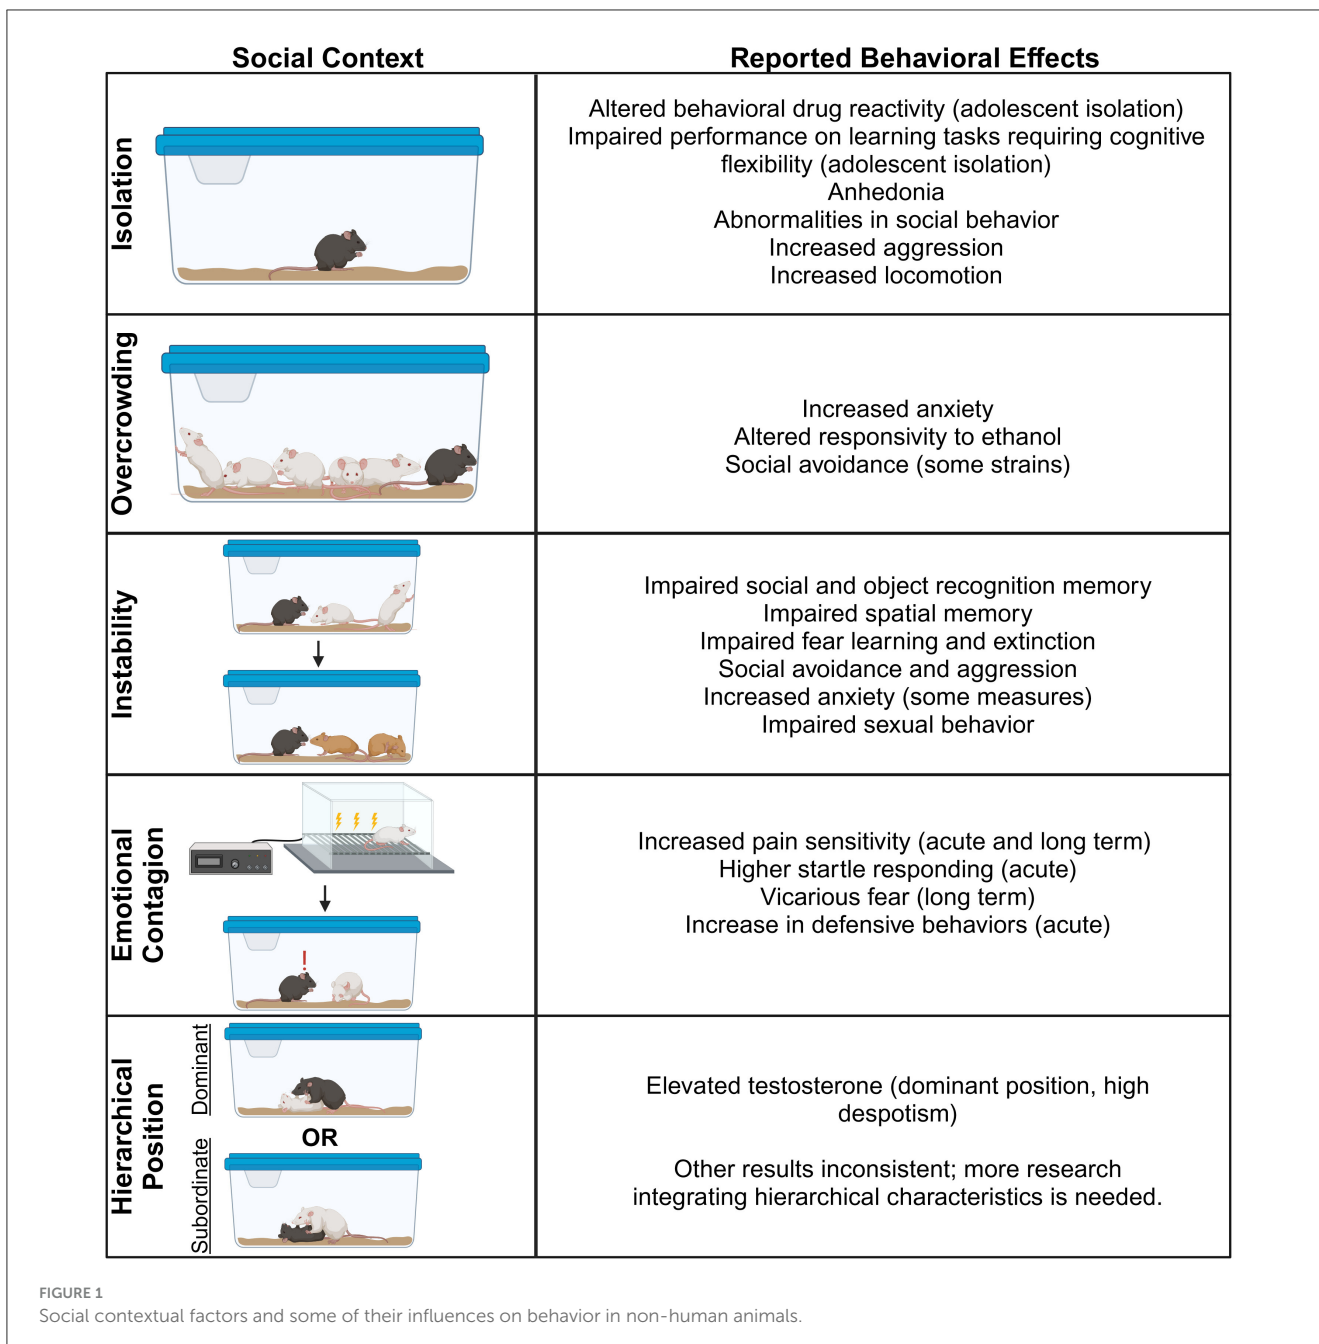 Social Context
Reported Behavioral Effects
Isolation
Altered behavioral drug reactivity (adolescent isolation)
Impaired performance on learning tasks requiring cognitive
flexibility (adolescent isolation)
Anhedonia
Abnormalities in social behavior
Increased aggression
Increased locomotion
Overcrowding
Increased anxiety
Altered responsivity to ethanol
Social avoidance (some strains)
Instability
Impaired social and object recognition memory
Impaired spatial memory
Impaired fear learning and extinction
Social avoidance and aggression
Increased anxiety (some measures)
Impaired sexual behavior
Emotional
Contagion
!
Increased pain sensitivity (acute and long term)
Higher startle responding (acute)
Vicarious fear (long term)
Increase in defensive behaviors (acute)
Hierarchical
Position
Dominant
OR
Subordinate
Elevated testosterone (dominant position, high
despotism)
Other results inconsistent; more research
integrating hierarchical characteristics is needed.
FIGURE 1
Social contextual factors and some of their influences on behavior in non-human animals.